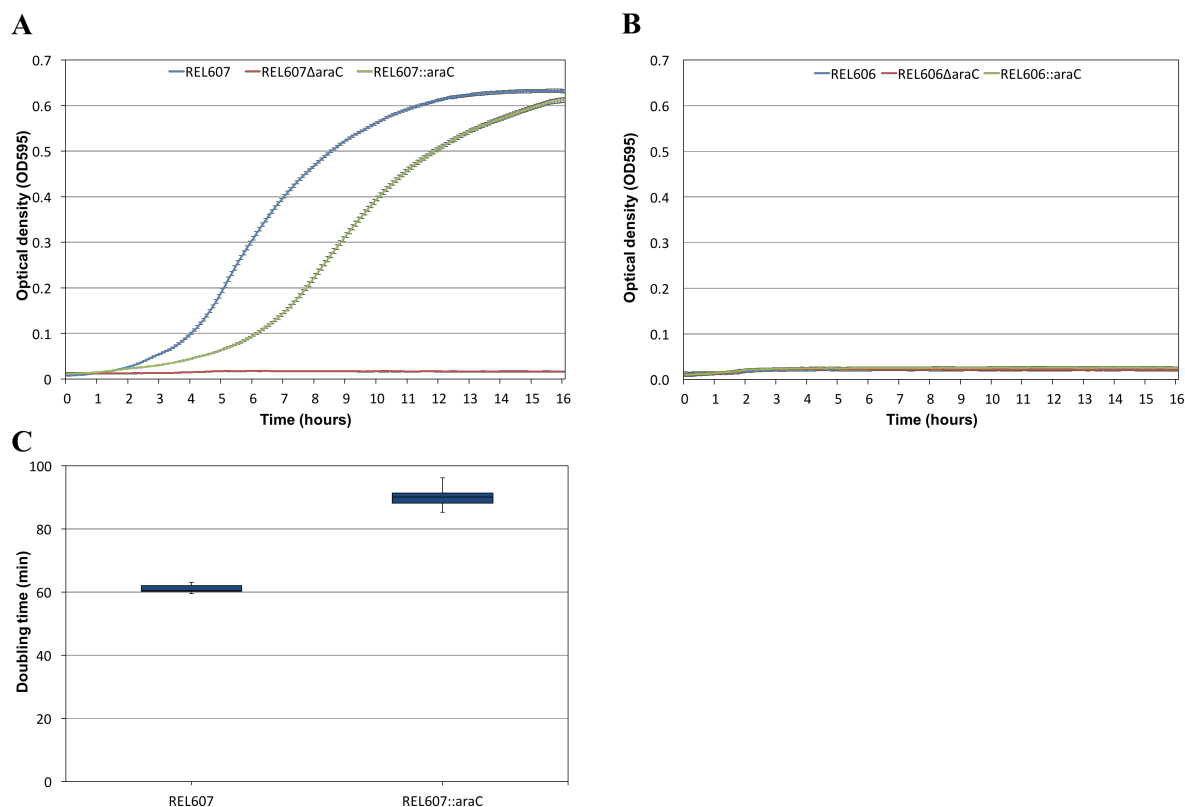 A
REL607 REL607ΔaraC REL607::araC
0.7
0.6
0.5
0.4
0.3
0.2
0.1
0
Optical density (OD595)
0 1 2 3 4 5 6 7 8 9 10 11 12 13 14 15 16
Time (hours)
B
REL606 REL606ΔaraC REL606::araC
0.7
0.6
0.5
0.4
0.3
0.2
0.1
0.0
Optical density (OD595)
0 1 2 3 4 5 6 7 8 9 10 11 12 13 14 15 16
Time (hours)
C
100
80
60
40
20
0
Doubling time (min)
REL607 REL607::araC